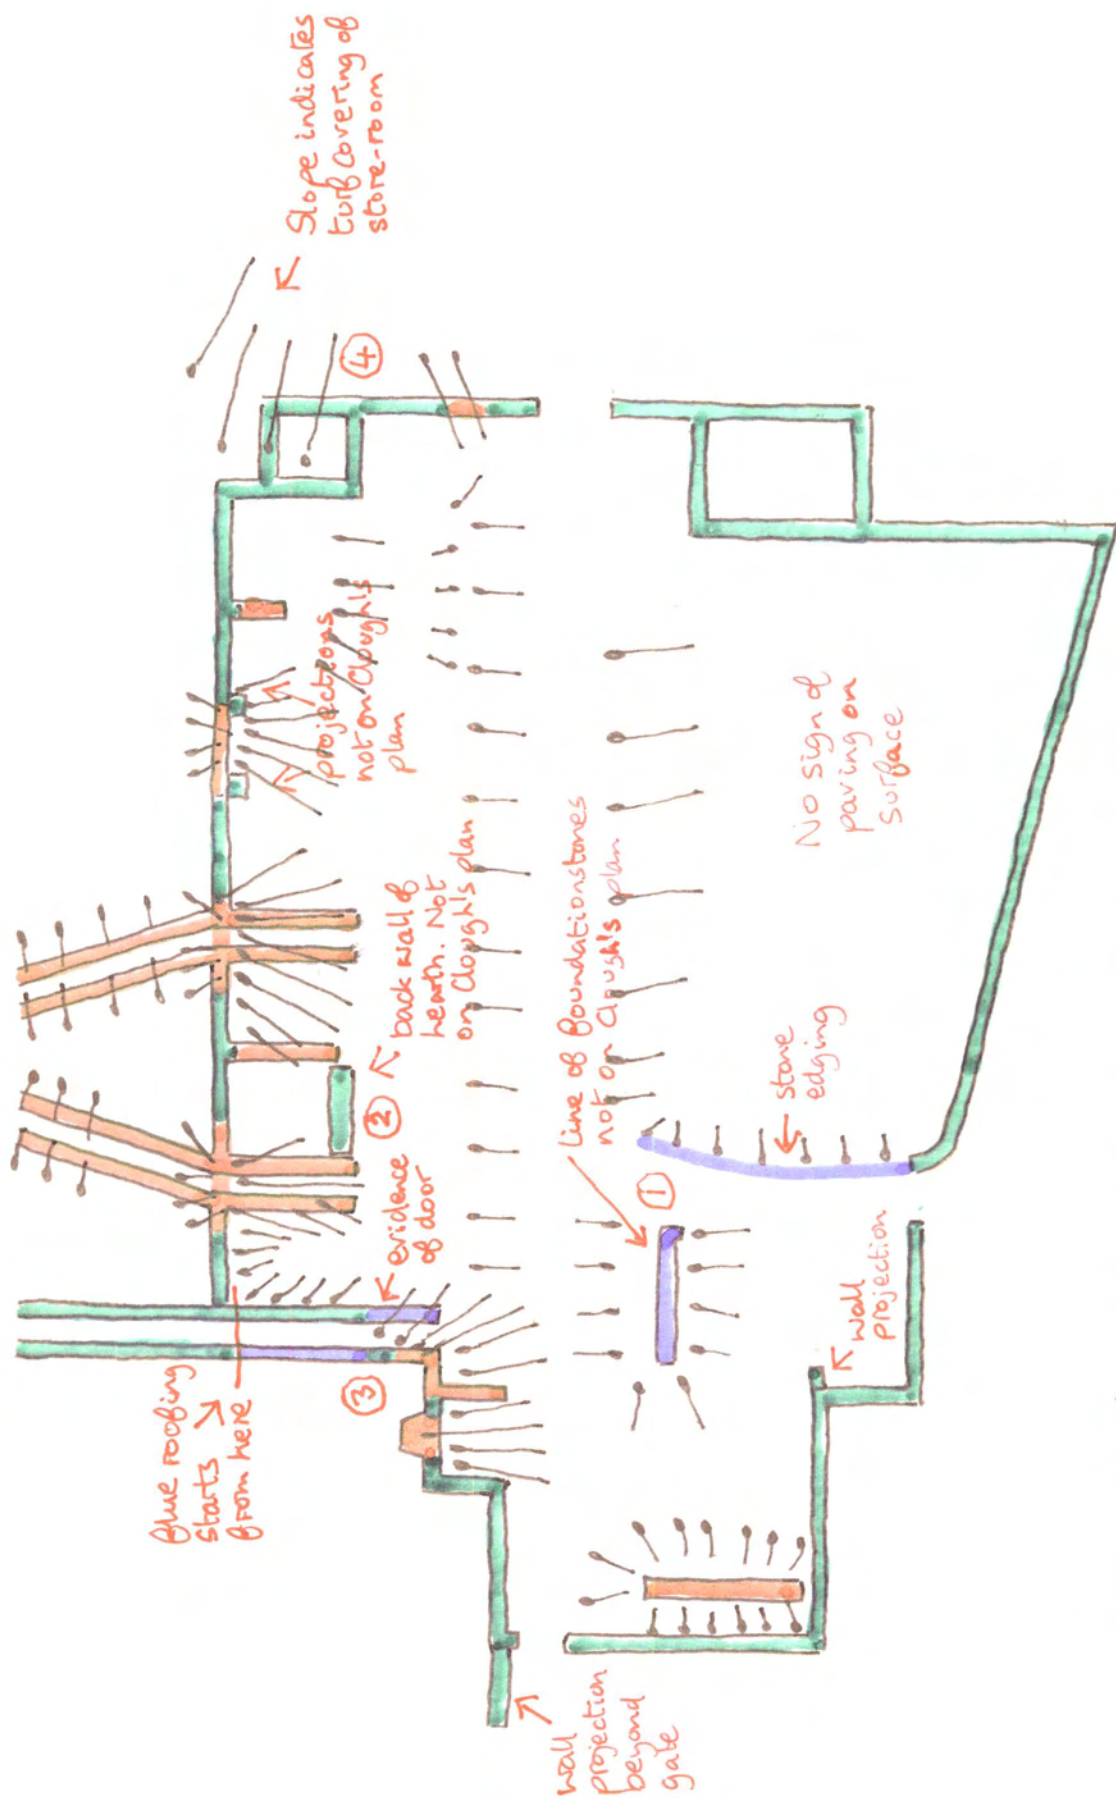 Slope indicates
turf covering of
store-room
4
projections
not on Clough's
plan
No sign of
paving on
surface
back wall of
hearth. Not
on Clough's plan
2
line of foundation stones
not on Clough's plan
1
stone
edging
evidence
of door
3
Blue roofing
starts
from here
wall
projection
wall
projection
beyond
gate